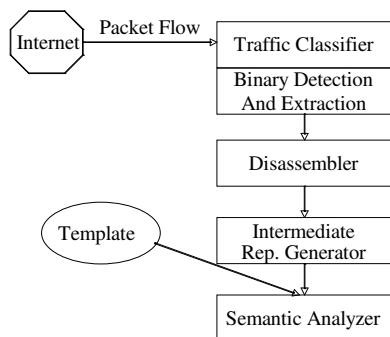 Internet
Packet Flow
Traffic Classifier
Binary Detection
And Extraction
Disassembler
Template
Intermediate
Rep. Generator
Semantic Analyzer